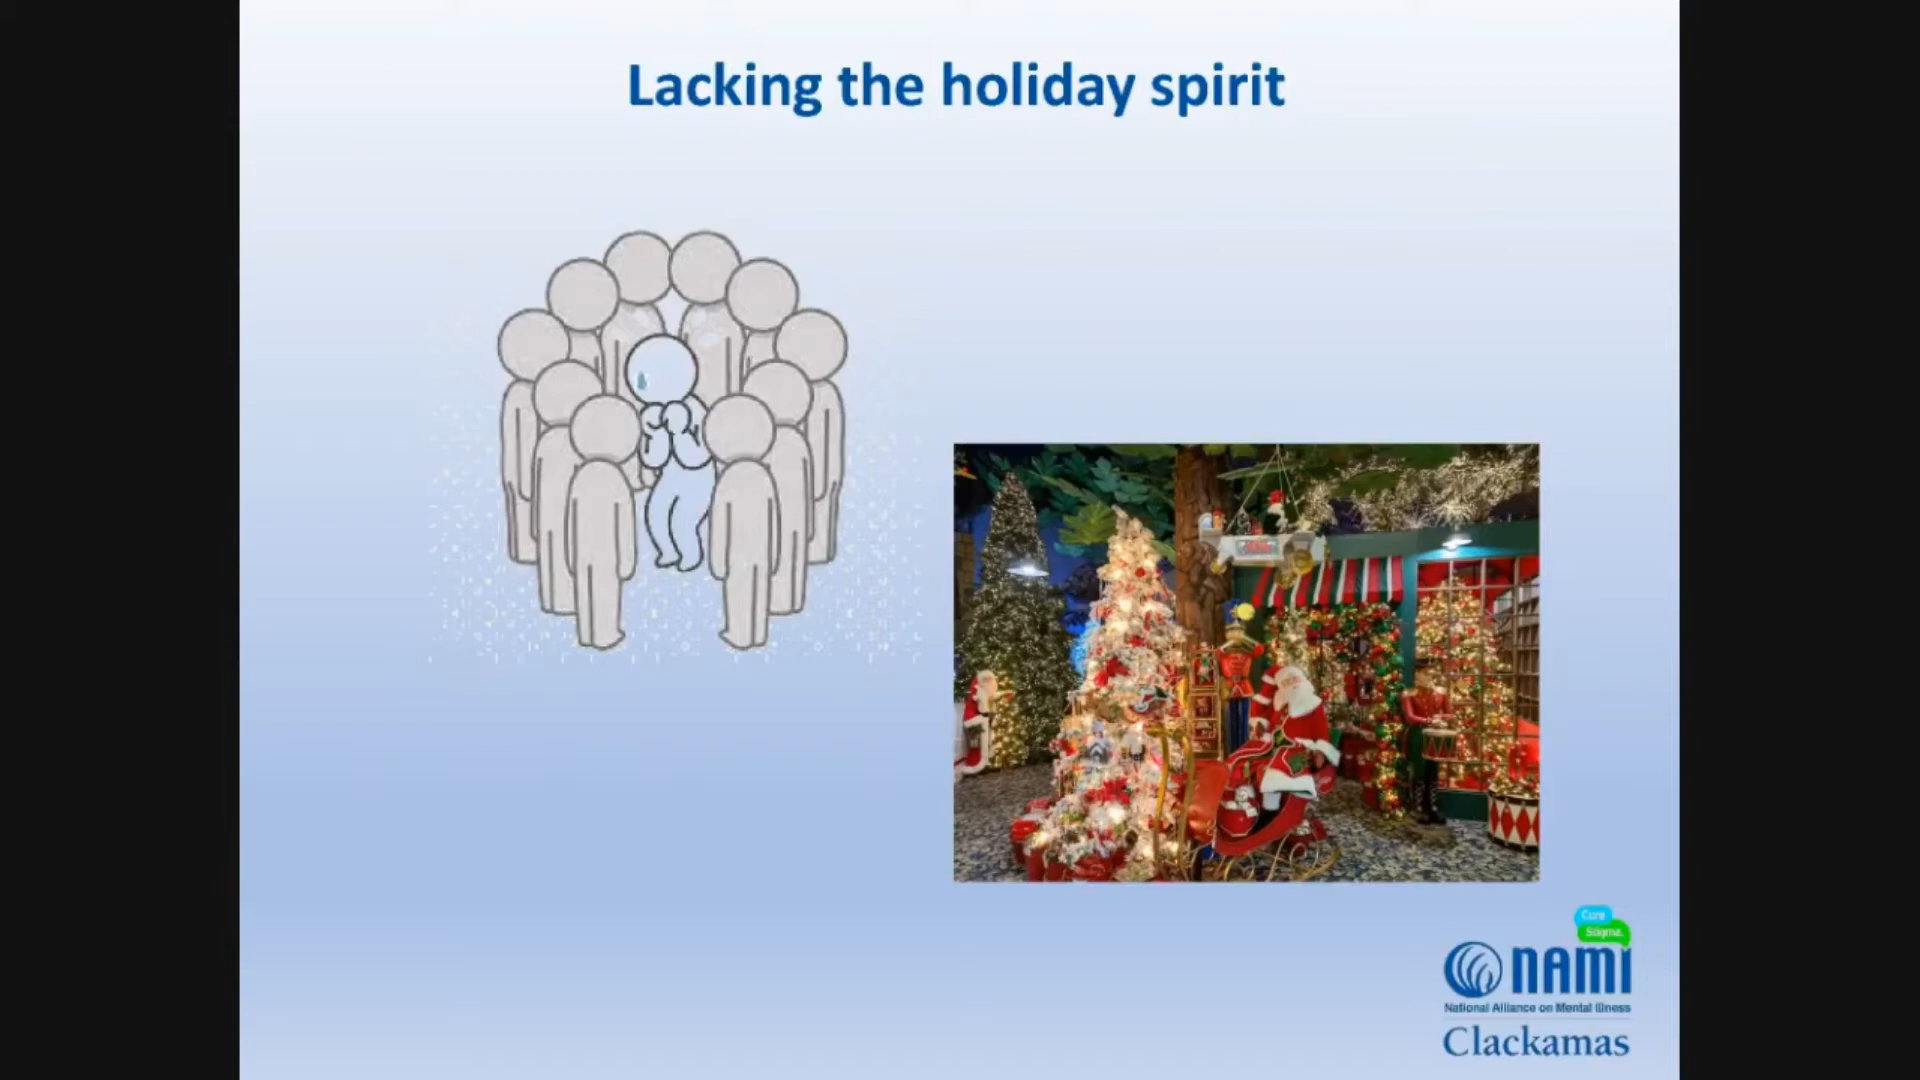 Lacking the holiday spirit
Cure
Stigma.
nami
National Alliance on Mental Illness
Clackamas